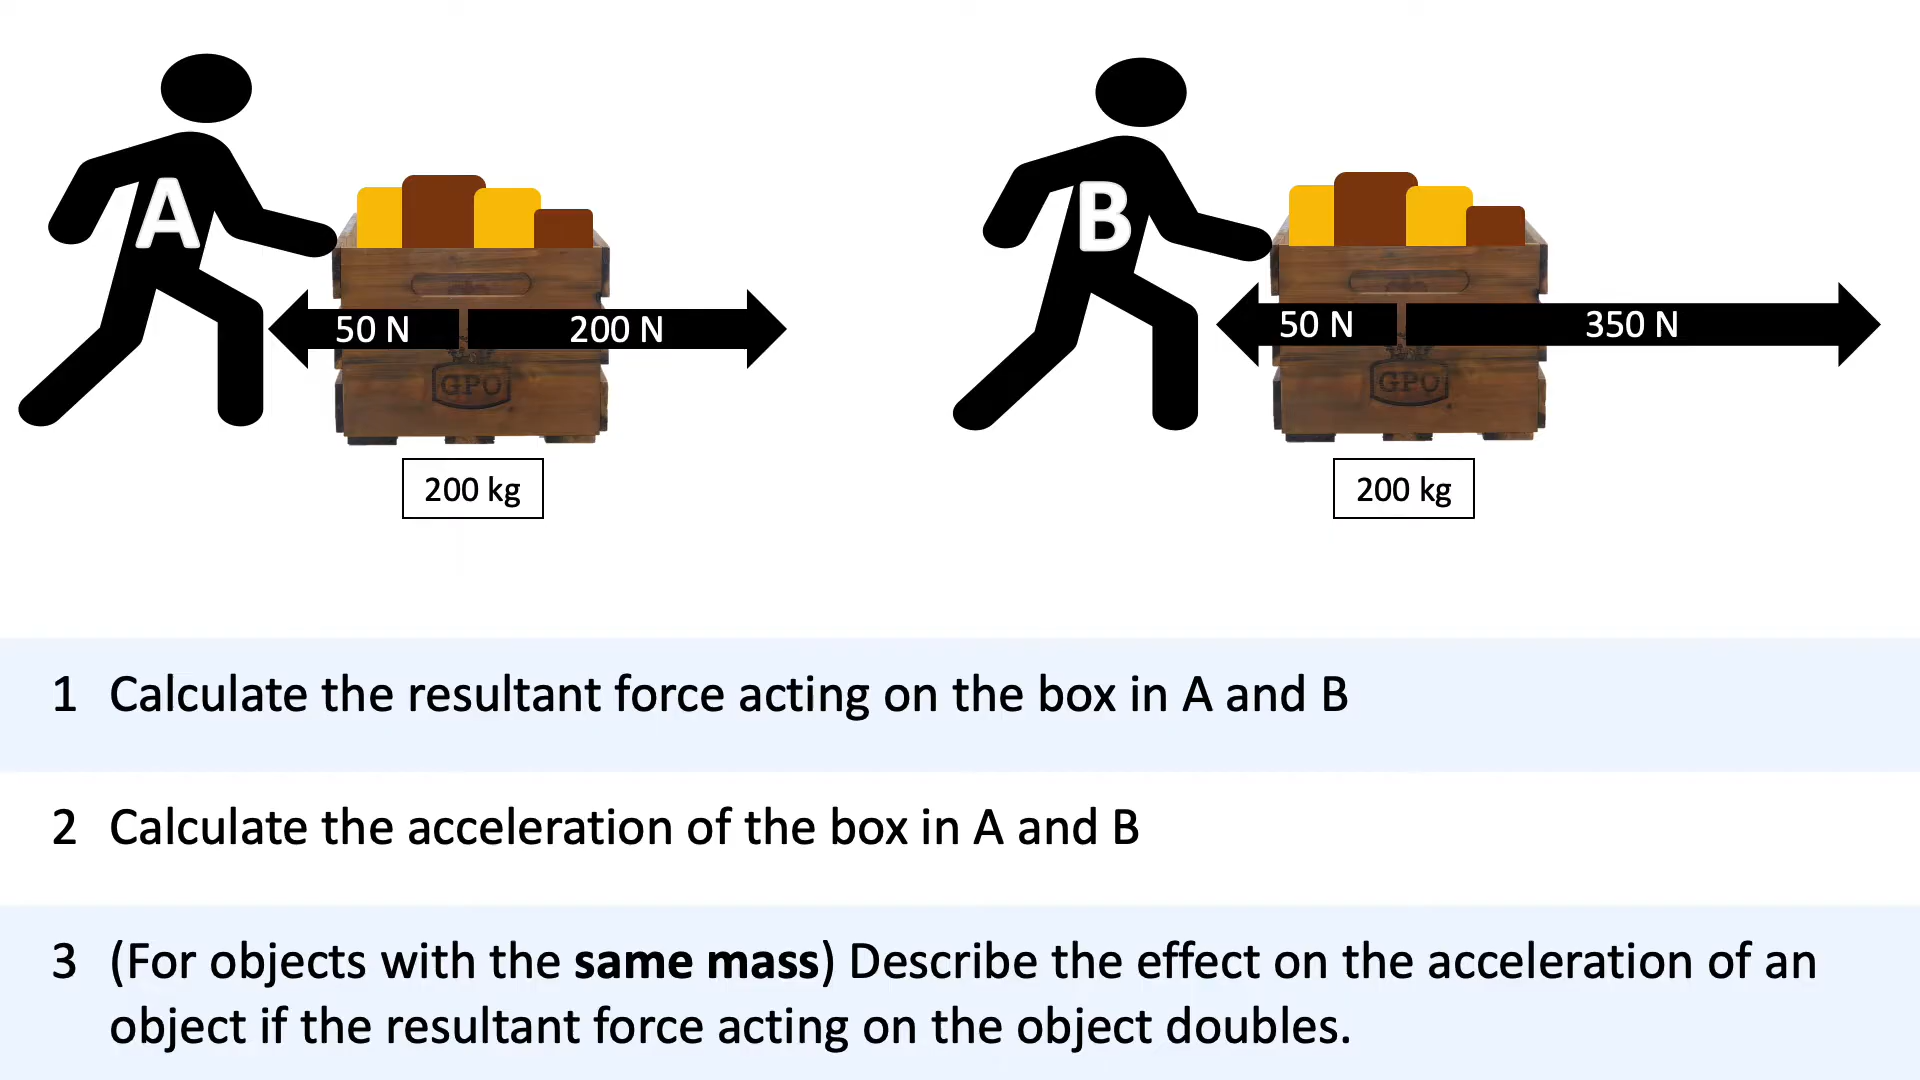 A
B
50 N
200 N
50 N
350 N
GPO
GPO
200 kg
200 kg
1 Calculate the resultant force acting on the box in A and B
2 Calculate the acceleration of the box in A and B
3 (For objects with the same mass) Describe the effect on the acceleration of an
object if the resultant force acting on the object doubles.